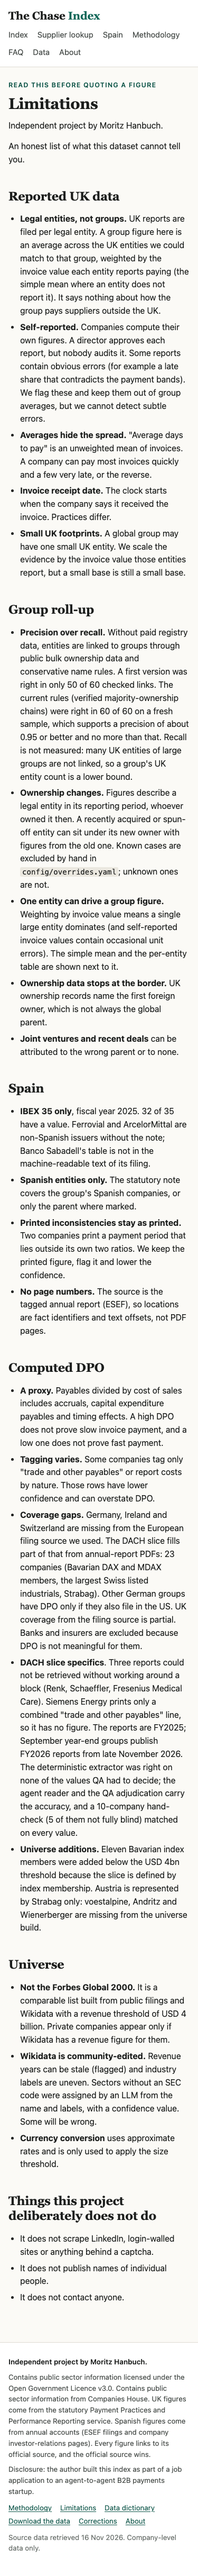 The Chase Index
Index Supplier lookup Spain Methodology
FAQ Data About
READ THIS BEFORE QUOTING A FIGURE
Limitations
Independent project by Moritz Hanbuch.
An honest list of what this dataset cannot tell
you.
Reported UK data
• Legal entities, not groups. UK reports are
filed per legal entity. A group figure here is
an average across the UK entities we could
match to that group, weighted by the
invoice value each entity reports paying (the
simple mean where an entity does not
report it). It says nothing about how the
group pays suppliers outside the UK.
• Self-reported. Companies compute their
own figures. A director approves each
report, but nobody audits it. Some reports
contain obvious errors (for example a late
share that contradicts the payment bands).
We flag these and keep them out of group
averages, but we cannot detect subtle
errors.
• Averages hide the spread. "Average days
to pay" is an unweighted mean of invoices.
A company can pay most invoices quickly
and a few very late, or the reverse.
• Invoice receipt date. The clock starts
when the company says it received the
invoice. Practices differ.
• Small UK footprints. A global group may
have one small UK entity. We scale the
evidence by the invoice value those entities
report, but a small base is still a small base.
Group roll-up
• Precision over recall. Without paid registry
data, entities are linked to groups through
public bulk ownership data and
conservative name rules. A first version was
right in only 50 of 60 checked links. The
current rules (verified majority-ownership
chains) were right in 60 of 60 on a fresh
sample, which supports a precision of about
0.95 or better and no more than that. Recall
is not measured: many UK entities of large
groups are not linked, so a group's UK
entity count is a lower bound.
• Ownership changes. Figures describe a
legal entity in its reporting period, whoever
owned it then. A recently acquired or spun-
off entity can sit under its new owner with
figures from the old one. Known cases are
excluded by hand in
config/overrides.yaml; unknown ones
are not.
• One entity can drive a group figure.
Weighting by invoice value means a single
large entity dominates (and self-reported
invoice values contain occasional unit
errors). The simple mean and the per-entity
table are shown next to it.
• Ownership data stops at the border. UK
ownership records name the first foreign
owner, which is not always the global
parent.
• Joint ventures and recent deals can be
attributed to the wrong parent or to none.
Spain
• IBEX 35 only, fiscal year 2025. 32 of 35
have a value. Ferrovial and ArcelorMittal are
non-Spanish issuers without the note;
Banco Sabadell's table is not in the
machine-readable text of its filing.
• Spanish entities only. The statutory note
covers the group's Spanish companies, or
only the parent where marked.
• Printed inconsistencies stay as printed.
Two companies print a payment period that
lies outside its own two ratios. We keep the
printed figure, flag it and lower the
confidence.
• No page numbers. The source is the
tagged annual report (ESEF), so locations
are fact identifiers and text offsets, not PDF
pages.
Computed DPO
• A proxy. Payables divided by cost of sales
includes accruals, capital expenditure
payables and timing effects. A high DPO
does not prove slow invoice payment, and a
low one does not prove fast payment.
• Tagging varies. Some companies tag only
"trade and other payables" or report costs
by nature. Those rows have lower
confidence and can overstate DPO.
• Coverage gaps. Germany, Ireland and
Switzerland are missing from the European
filing source we used. The DACH slice fills
part of that from annual-report PDFs: 23
companies (Bavarian DAX and MDAX
members, the largest Swiss listed
industrials, Strabag). Other German groups
have DPO only if they also file in the US. UK
coverage from the filing source is partial.
Banks and insurers are excluded because
DPO is not meaningful for them.
• DACH slice specifics. Three reports could
not be retrieved without working around a
block (Renk, Schaeffler, Fresenius Medical
Care). Siemens Energy prints only a
combined "trade and other payables" line,
so it has no figure. The reports are FY2025;
September year-end groups publish
FY2026 reports from late November 2026.
The deterministic extractor was right on
none of the values QA had to decide; the
agent reader and the QA adjudication carry
the accuracy, and a 10-company hand-
check (5 of them not fully blind) matched
on every value.
• Universe additions. Eleven Bavarian index
members were added below the USD 4bn
threshold because the slice is defined by
index membership. Austria is represented
by Strabag only: voestalpine, Andritz and
Wienerberger are missing from the universe
build.
Universe
• Not the Forbes Global 2000. It is a
comparable list built from public filings and
Wikidata with a revenue threshold of USD 4
billion. Private companies appear only if
Wikidata has a revenue figure for them.
• Wikidata is community-edited. Revenue
years can be stale (flagged) and industry
labels are uneven. Sectors without an SEC
code were assigned by an LLM from the
name and labels, with a confidence value.
Some will be wrong.
• Currency conversion uses approximate
rates and is only used to apply the size
threshold.
Things this project
deliberately does not do
• It does not scrape LinkedIn, login-walled
sites or anything behind a captcha.
• It does not publish names of individual
people.
• It does not contact anyone.
Independent project by Moritz Hanbuch.
Contains public sector information licensed under the
Open Government Licence v3.0. Contains public
sector information from Companies House. UK figures
come from the statutory Payment Practices and
Performance Reporting service. Spanish figures come
from annual accounts (ESEF filings and company
investor-relations pages). Every figure links to its
official source, and the official source wins.
Disclosure: the author built this index as part of a job
application to an agent-to-agent B2B payments
startup.
Methodology Limitations Data dictionary
Download the data Corrections About
Source data retrieved 16 Nov 2026. Company-level
data only.